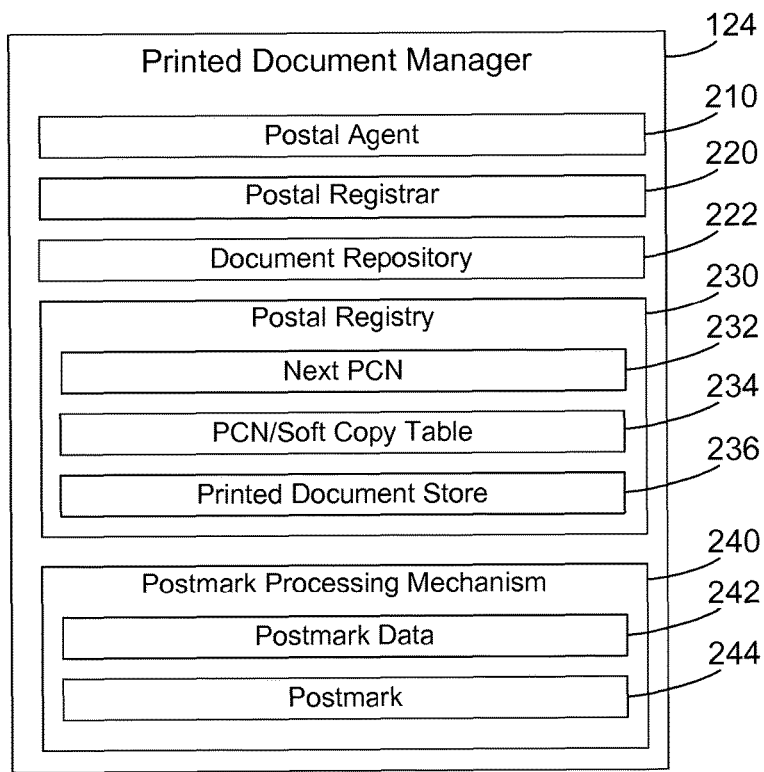 124
Printed Document Manager
210
Postal Agent
220
Postal Registrar
222
Document Repository
230
Postal Registry
232
Next PCN
234
PCN/Soft Copy Table
236
Printed Document Store
240
Postmark Processing Mechanism
242
Postmark Data
244
Postmark